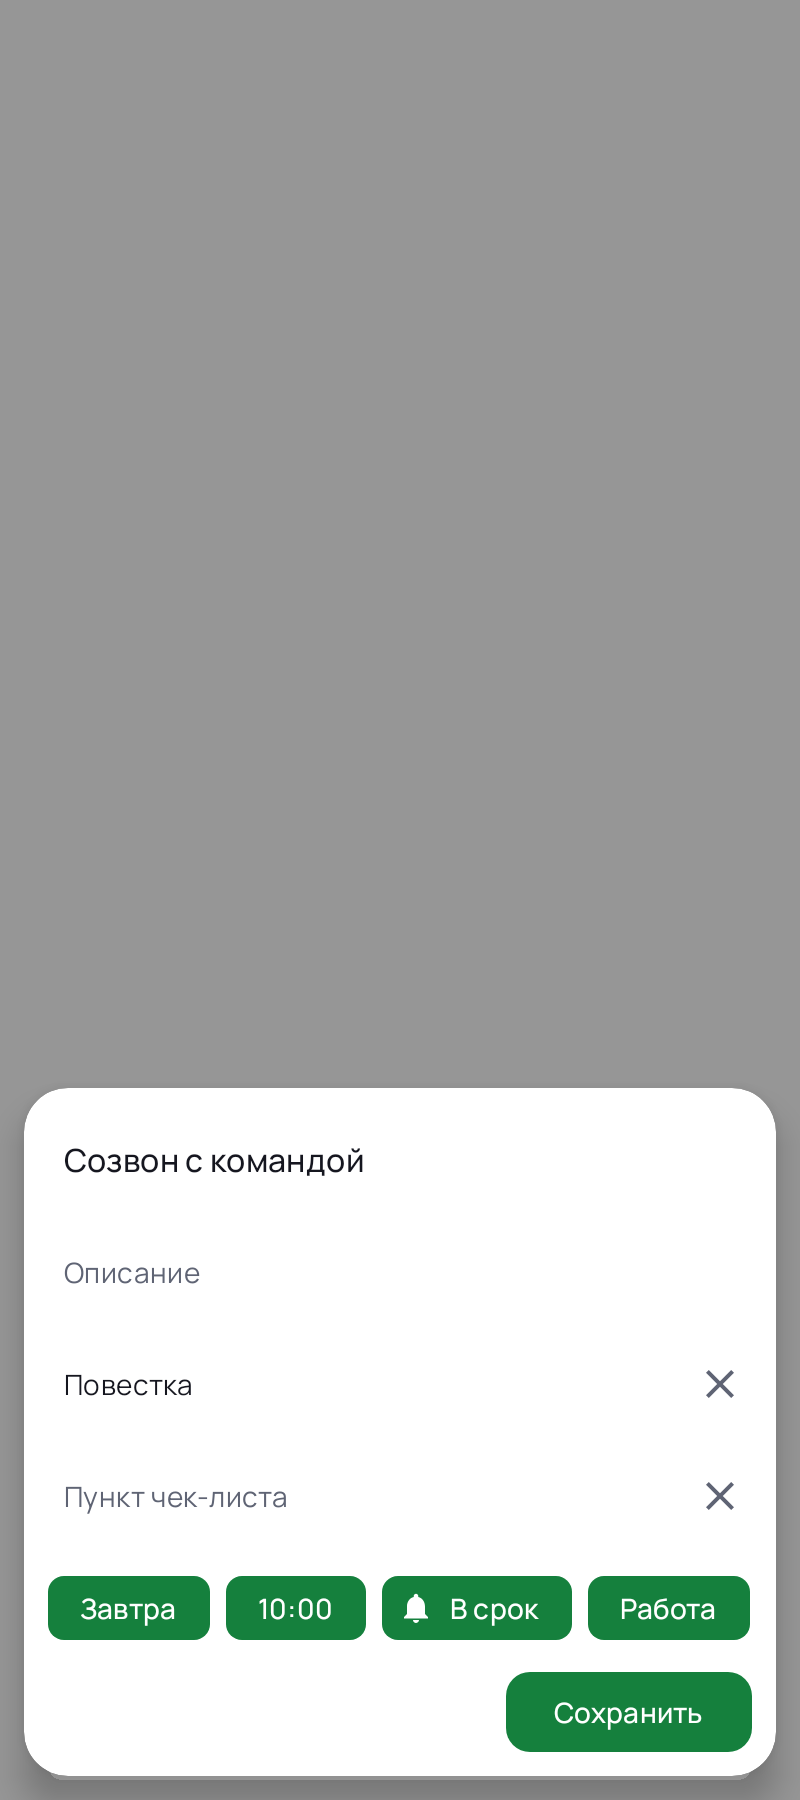 Созвон с командой
Описание
Повестка
Пункт чек-листа
Завтра 10:00 В срок Работа
Сохранить